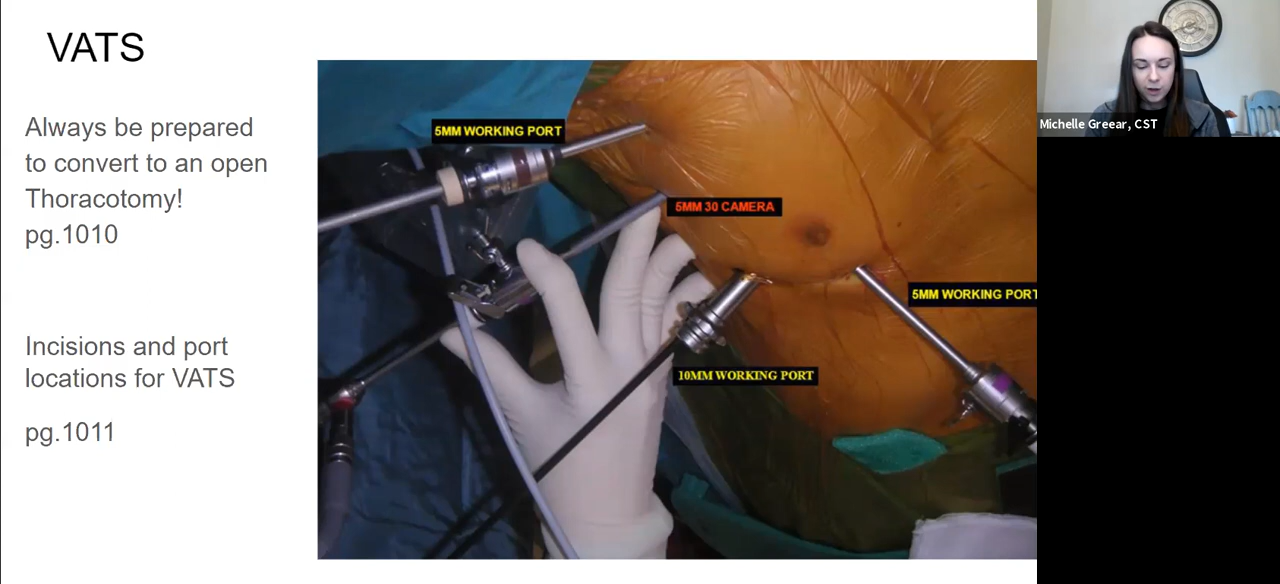 VATS
Always be prepared
to convert to an open
Thoracotomy!
pg.1010
Incisions and port
locations for VATS
pg.1011
5MM WORKING PORT
5MM 30 CAMERA
5MM WORKING PORT
10MM WORKING PORT
Michelle Greear, CST